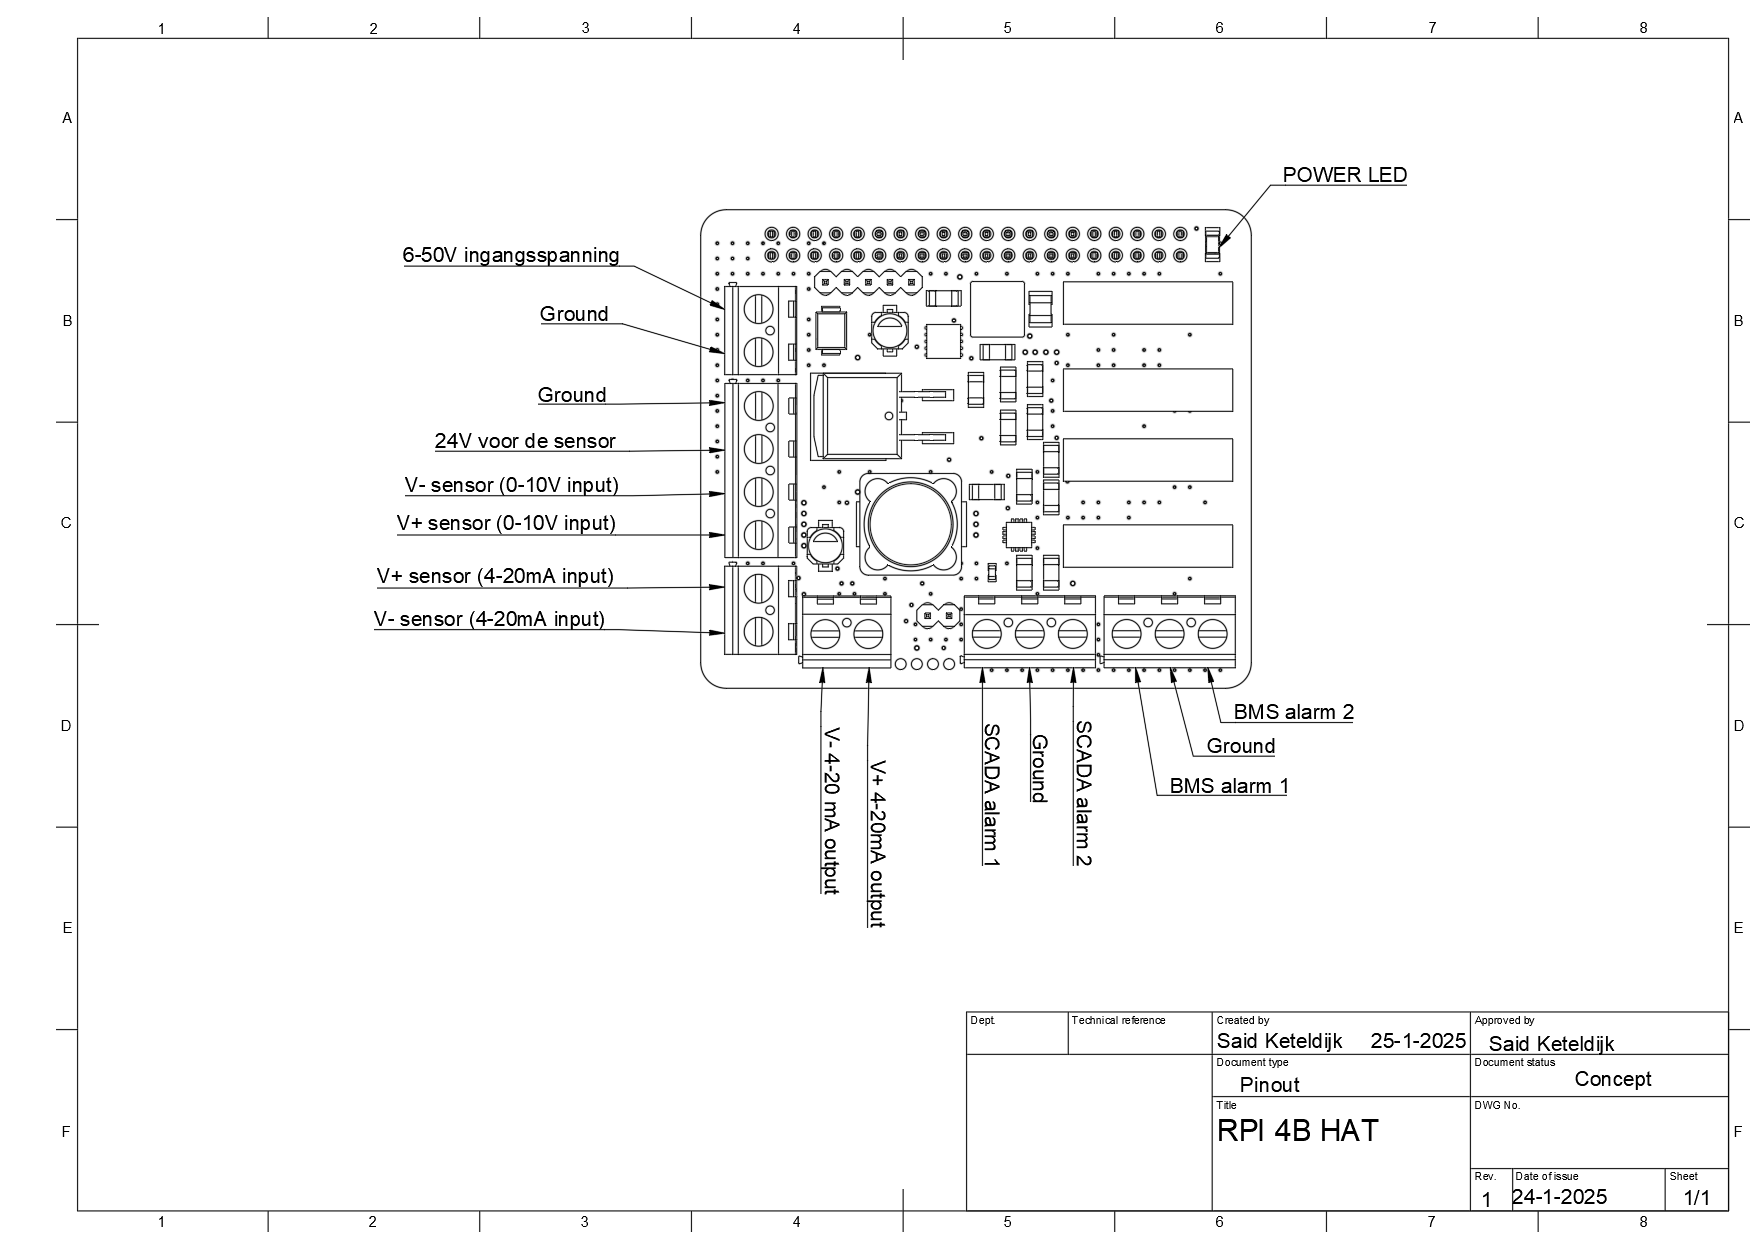 1 2 3 4 5 6 7 8
A A
POWER LED
6-50V ingangsspanning
Ground
B B
Ground
24V voor de sensor
V- sensor (0-10V input)
V+ sensor (0-10V input)
C C
V+ sensor (4-20mA input)
V- sensor (4-20mA input)
V- 4-20 mA output
V+ 4-20mA output
SCADA alarm 1
Ground
SCADA alarm 2
BMS alarm 2
Ground
BMS alarm 1
D D
E E
Dept.
Technical reference
Created by
Said Keteldijk 25-1-2025
Approved by
Said Keteldijk
Document type
Pinout
Document status
Concept
Title
RPI 4B HAT
DWG No.
F F
Rev.
1
Date of issue
24-1-2025
Sheet
1/1
1 2 3 4 5 6 7 8